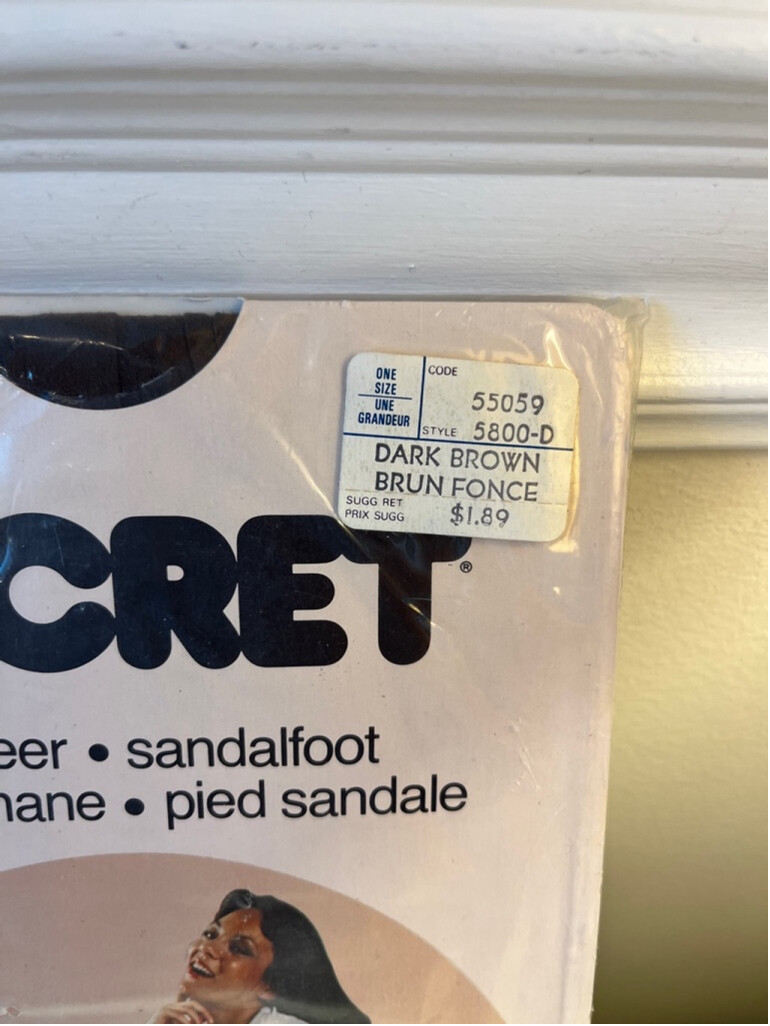 ONE
SIZE
UNE
GRANDEUR
CODE
55059
STYLE 5800-D
DARK BROWN
BRUN FONCE
SUGG RET
PRIX SUGG $1.89
CRET®
eer • sandalfoot
hane • pied sandale